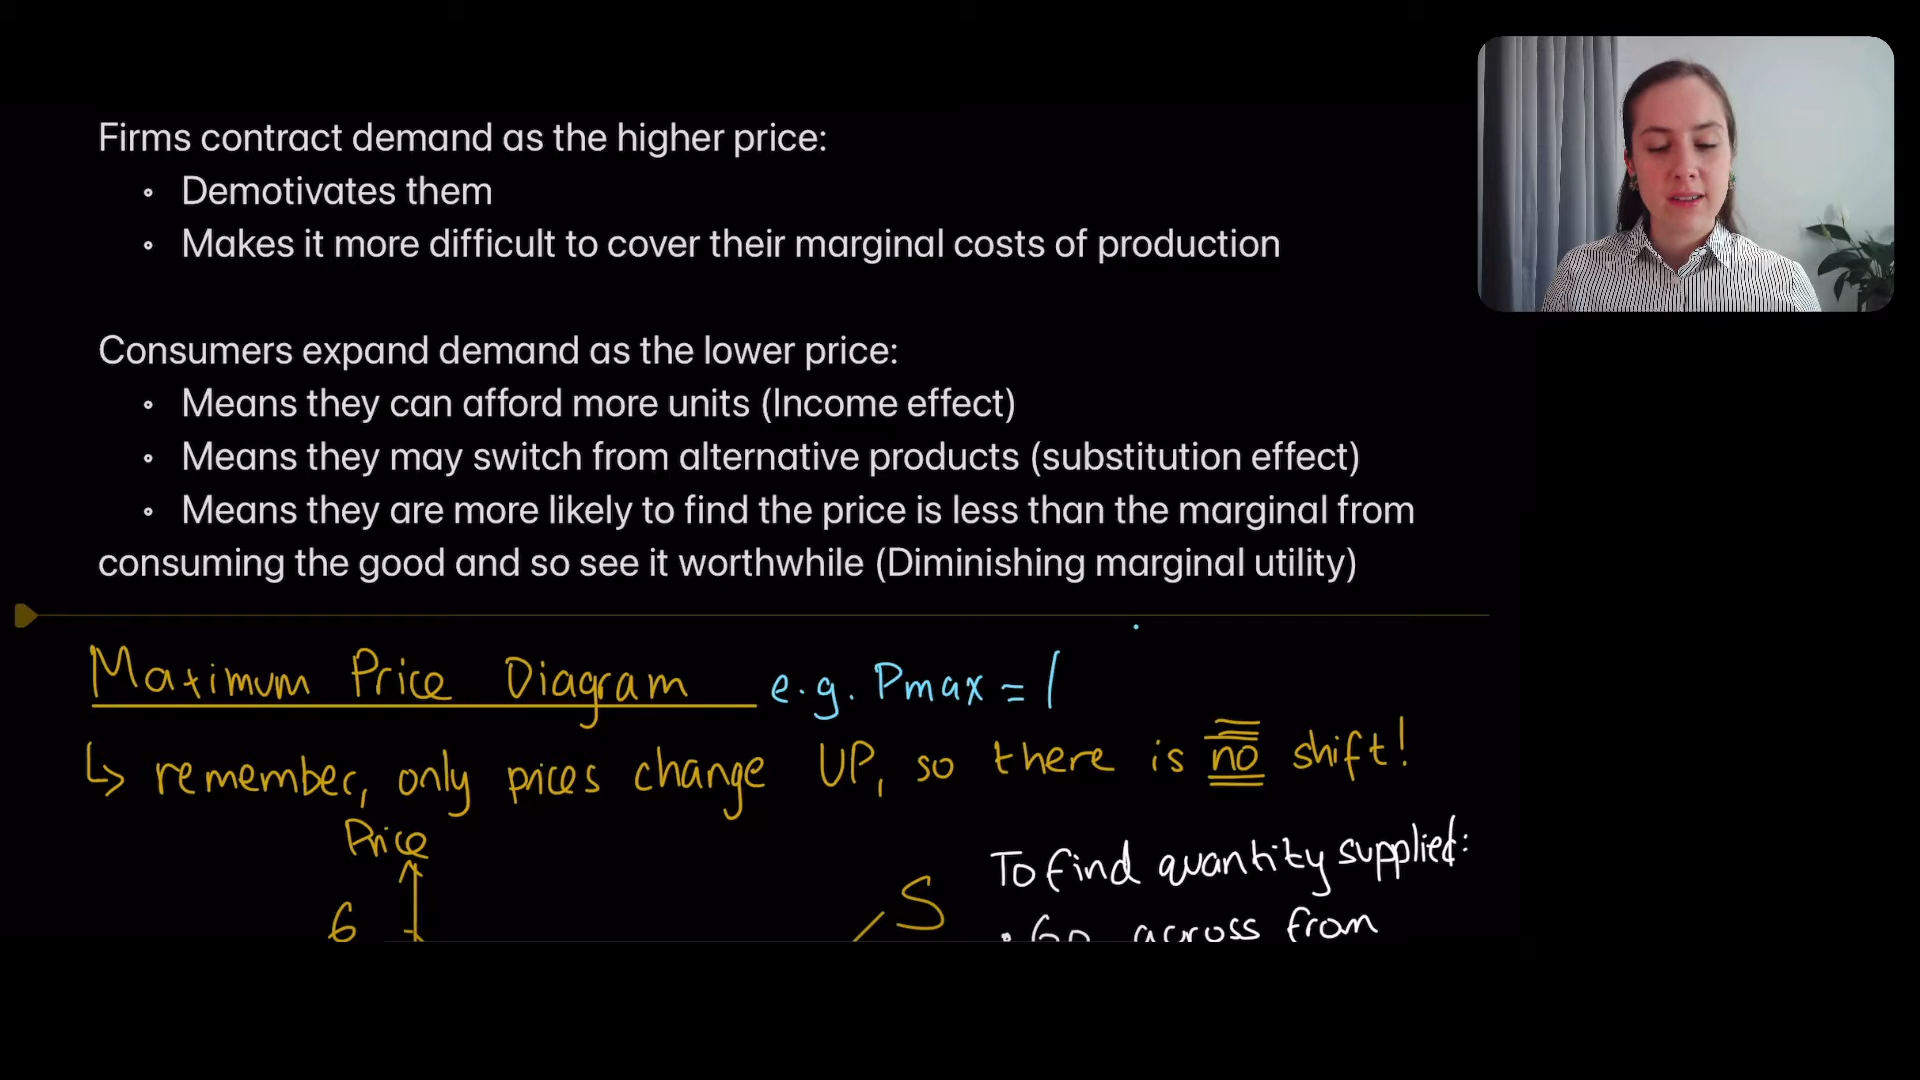 Firms contract demand as the higher price:
◦ Demotivates them
◦ Makes it more difficult to cover their marginal costs of production
Consumers expand demand as the lower price:
◦ Means they can afford more units (Income effect)
◦ Means they may switch from alternative products (substitution effect)
◦ Means they are more likely to find the price is less than the marginal from
consuming the good and so see it worthwhile (Diminishing marginal utility)
Maximum Price Diagram e.g. Pmax = 1
↳ remember, only prices change UP, so there is no shift!
Price
To find quantity supplied:
6
S
• Go across from